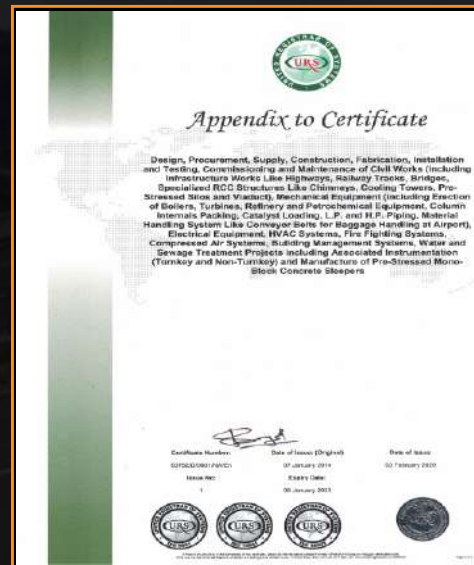 UNITED REGISTRAR OF SYSTEMS
URS
Appendix to Certificate
Design, Procurement, Supply, Construction, Fabrication, Installation
and Testing, Commissioning and Maintenance of Civil Works (Including
Infrastructure Works Like Highways, Railway Tracks, Bridges,
Specialized RCC Structures Like Chimneys, Cooling Towers, Pre-
Stressed Silos and Viaduct), Mechanical Equipment (including Erection
of Boilers, Turbines, Refinery and Petrochemical Equipment, Column
Internals Packing, Catalyst Loading, L.P. and H.P. Piping, Material
Handling System Like Conveyor Belts for Baggage Handling at Airport),
Electrical Equipment, HVAC Systems, Fire Fighting Systems,
Compressed Air Systems, Building Management Systems, Water and
Sewage Treatment Projects including Associated Instrumentation
(Turnkey and Non-Turnkey) and Manufacture of Pre-Stressed Mono-
Block Concrete Sleepers
Certificate Number:
Date of Issue (Original)
Date of Issue
07 January 2014
Issue No:
Expiry Date:
1
URS
URS
URS